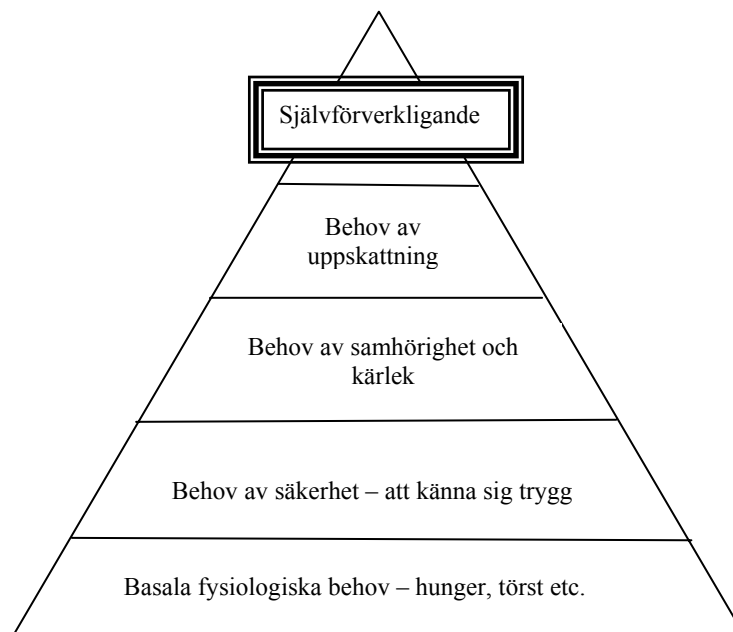 Självförverkligande
Behov av
uppskattning
Behov av samhörighet och
kärlek
Behov av säkerhet – att känna sig trygg
Basala fysiologiska behov – hunger, törst etc.